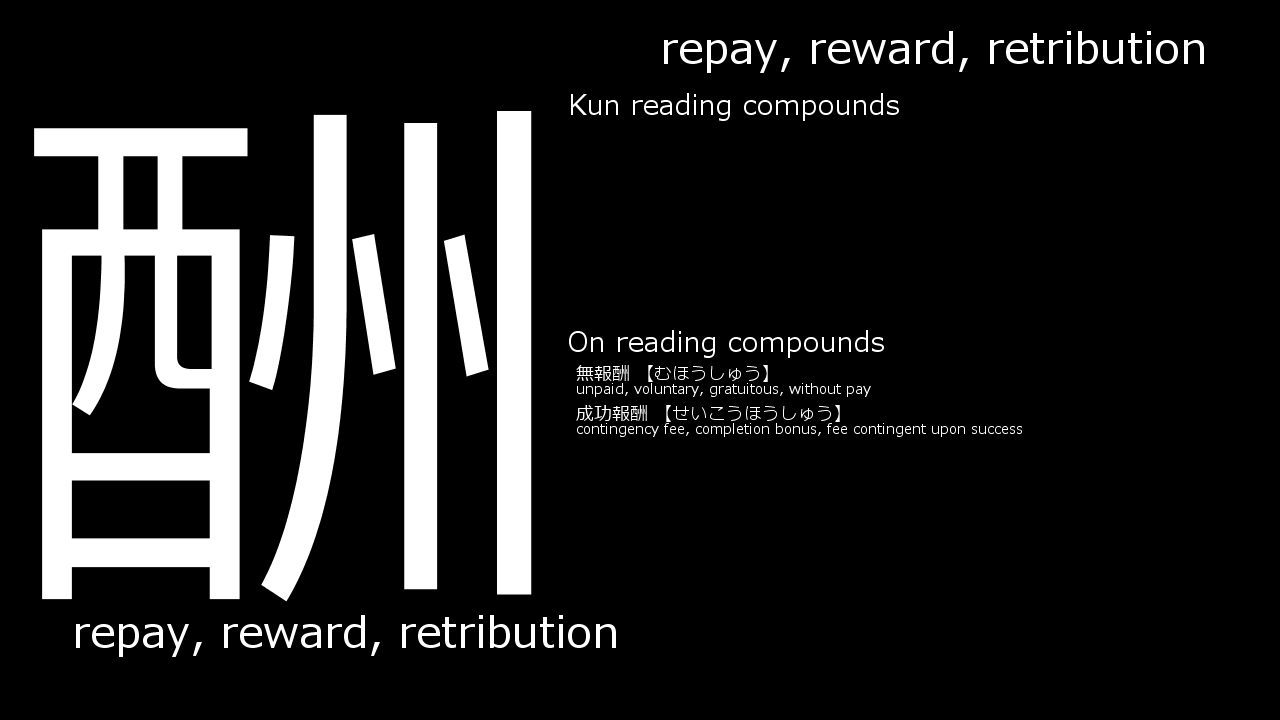 酬
repay, reward, retribution
repay, reward, retribution
Kun reading compounds
On reading compounds
無報酬 【むほうしゅう】
unpaid, voluntary, gratuitous, without pay
成功報酬 【せいこうほうしゅう】
contingency fee, completion bonus, fee contingent upon success